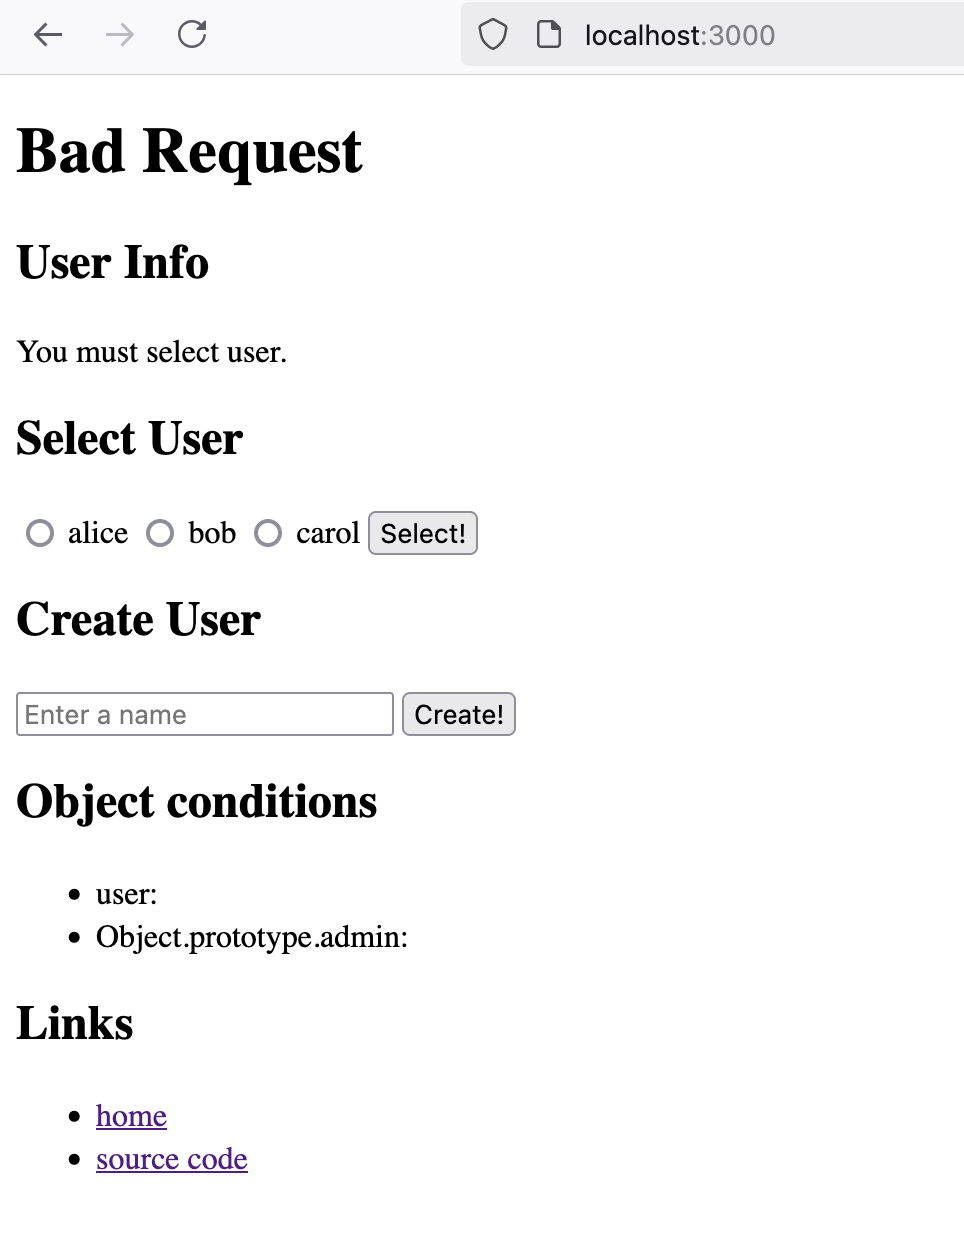 localhost:3000
Bad Request
User Info
You must select user.
Select User
alice bob carol Select!
Create User
Enter a name Create!
Object conditions
• user:
• Object.prototype.admin:
Links
• home
• source code